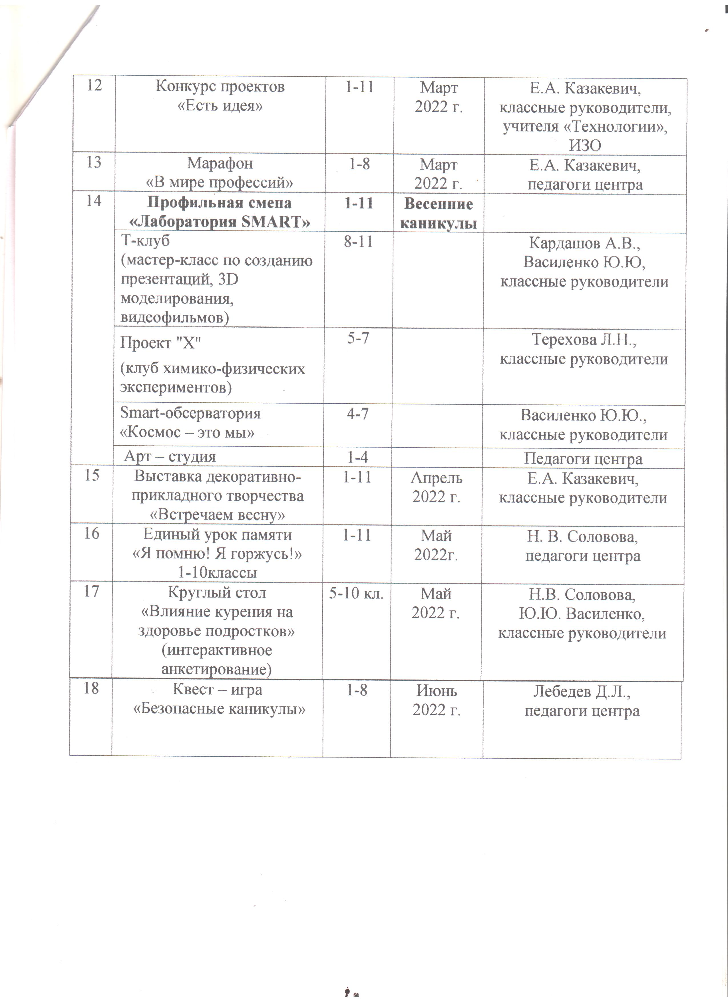 12
Конкурс проектов
«Есть идея»
1-11
Март
2022 г.
Е.А. Казакевич,
классные руководители,
учителя «Технологии»,
ИЗО
13
Марафон
«В мире профессий»
1-8
Март
2022 г.
Е.А. Казакевич,
педагоги центра
14
Профильная смена
«Лаборатория SMART»
1-11
Весенние
каникулы
Т-клуб
(мастер-класс по созданию
презентаций, 3D
моделирования,
видеофильмов)
8-11
Кардашов А.В.,
Василенко Ю.Ю,
классные руководители
Проект "Х"
(клуб химико-физических
экспериментов)
5-7
Терехова Л.Н.,
классные руководители
Smart-обсерватория
«Космос – это мы»
4-7
Василенко Ю.Ю.,
классные руководители
Арт – студия
1-4
Педагоги центра
15
Выставка декоративно-
прикладного творчества
«Встречаем весну»
1-11
Апрель
2022 г.
Е.А. Казакевич,
классные руководители
16
Единый урок памяти
«Я помню! Я горжусь!»
1-10классы
1-11
Май
2022г.
Н. В. Соловова,
педагоги центра
17
Круглый стол
«Влияние курения на
здоровье подростков»
(интерактивное
анкетирование)
5-10 кл.
Май
2022 г.
Н.В. Соловова,
Ю.Ю. Василенко,
классные руководители
18
Квест – игра
«Безопасные каникулы»
1-8
Июнь
2022 г.
Лебедев Д.Л.,
педагоги центра